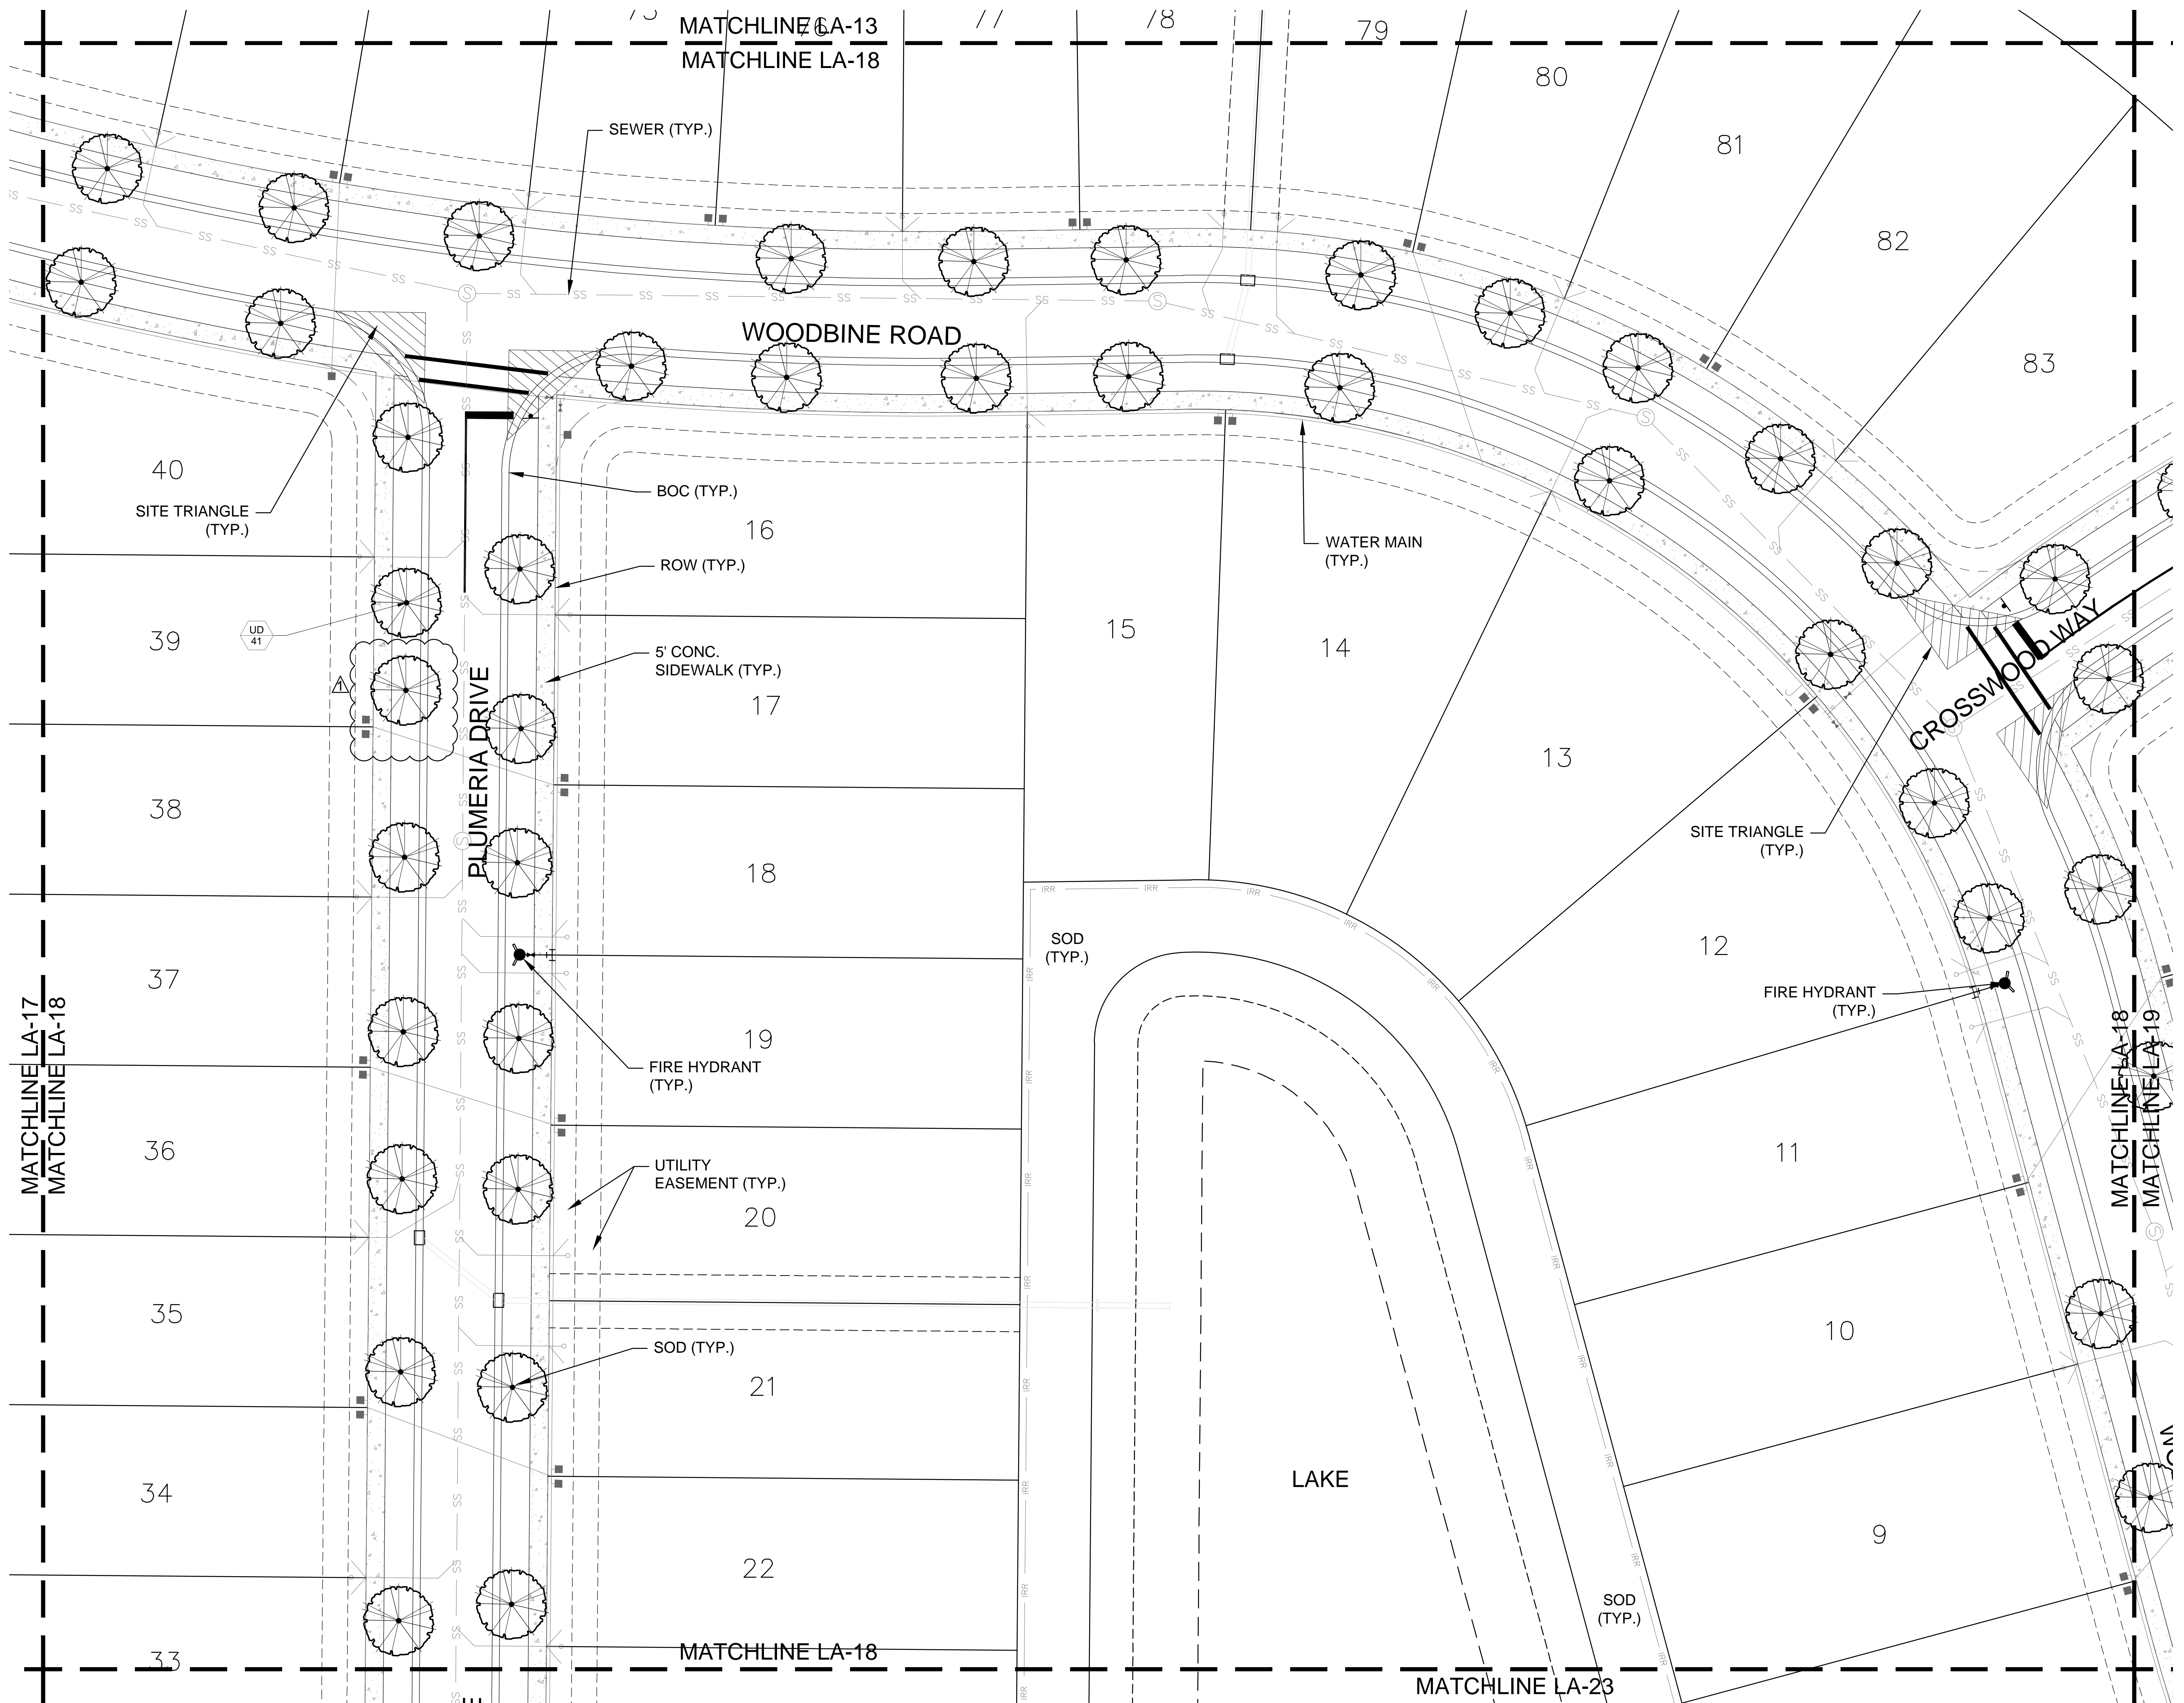 75
MATCHLINE LA-13
76
77
78
79
MATCHLINE LA-18
80
81
82
83
SEWER (TYP.)
WOODBINE ROAD
40
SITE TRIANGLE
(TYP.)
BOC (TYP.)
16
ROW (TYP.)
WATER MAIN
(TYP.)
39
UD
41
1
5' CONC.
SIDEWALK (TYP.)
17
15
14
13
CROSSWOOD WAY
PLUMERIA DRIVE
38
18
SITE TRIANGLE
(TYP.)
SOD
(TYP.)
12
37
19
FIRE HYDRANT
(TYP.)
FIRE HYDRANT
(TYP.)
MATCHLINE LA-17
MATCHLINE LA-18
MATCHLINE LA-18
MATCHLINE LA-19
36
UTILITY
EASEMENT (TYP.)
20
11
35
SOD (TYP.)
21
10
34
LAKE
22
9
SOD
(TYP.)
33
MATCHLINE LA-18
MATCHLINE LA-23
SS
S
IRR